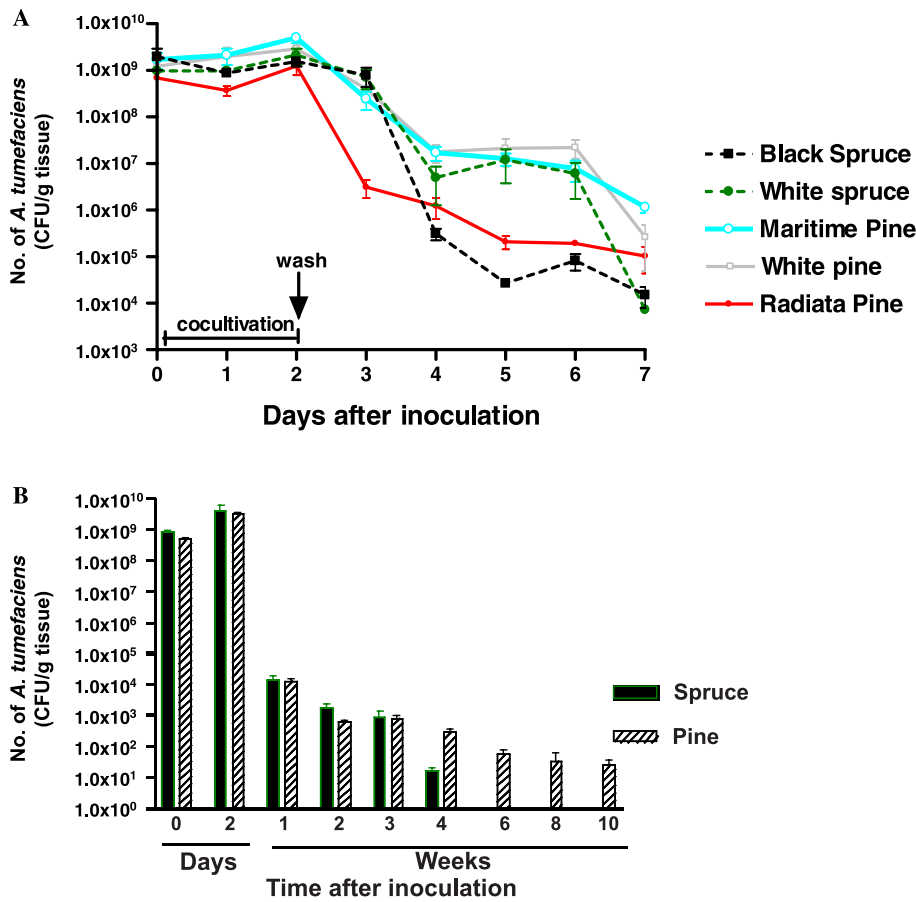 A
No. of A. tumefaciens
(CFU/g tissue)
1.0x10¹⁰
1.0x10⁹
1.0x10⁸
1.0x10⁷
1.0x10⁶
1.0x10⁵
1.0x10⁴
1.0x10³
wash
cocultivation
0 1 2 3 4 5 6 7
Days after inoculation
Black Spruce
White spruce
Maritime Pine
White pine
Radiata Pine
B
No. of A. tumefaciens
(CFU/g tissue)
1.0x10¹⁰
1.0x10⁹
1.0x10⁸
1.0x10⁷
1.0x10⁶
1.0x10⁵
1.0x10⁴
1.0x10³
1.0x10²
1.0x10¹
1.0x10⁰
0 2 1 2 3 4 6 8 10
Days Weeks
Time after inoculation
Spruce
Pine